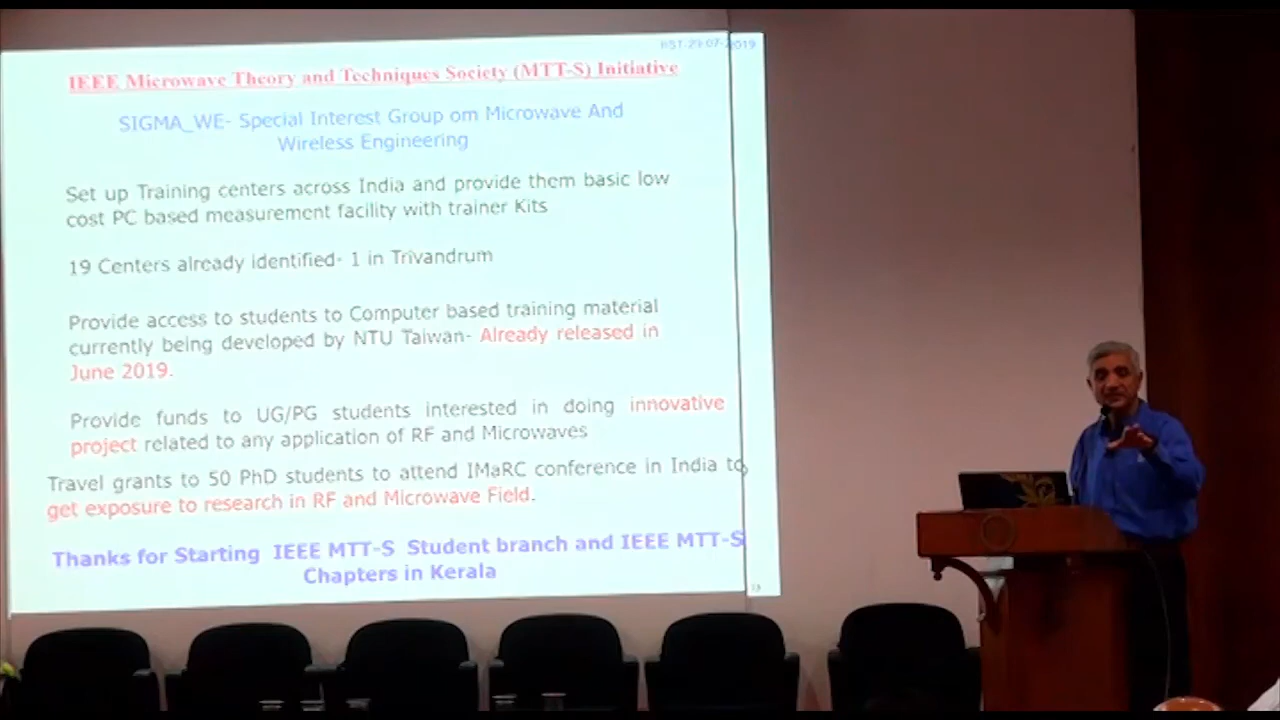 29-07-2019
IEEE Microwave Theory and Techniques Society (MTT-S) Initiative
SIGMA_WE- Special Interest Group om Microwave And
Wireless Engineering
Set up Training centers across India and provide them basic low
cost PC based measurement facility with trainer Kits
19 Centers already identified- 1 in Trivandrum
Provide access to students to Computer based training material
currently being developed by NTU Taiwan- Already released in
June 2019.
Provide funds to UG/PG students interested in doing innovative
project related to any application of RF and Microwaves
Travel grants to 50 PhD students to attend IMaRC conference in India to
get exposure to research in RF and Microwave Field.
Thanks for Starting IEEE MTT-S Student branch and IEEE MTT-S
Chapters in Kerala